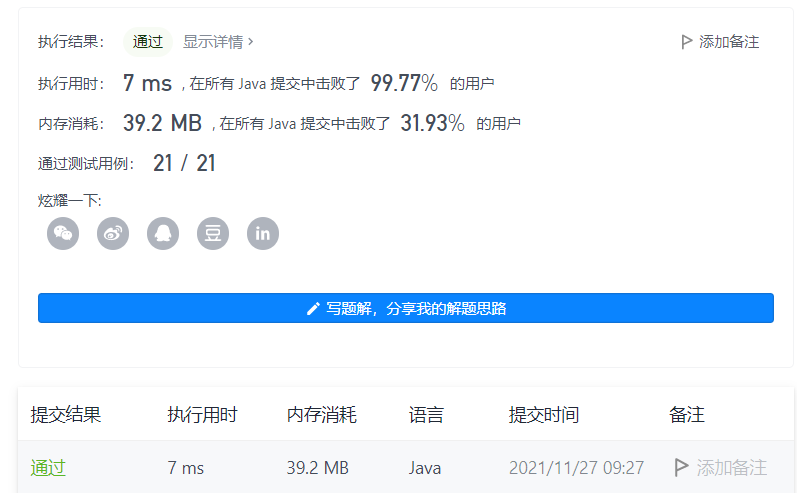 执行结果： 通过 显示详情 › 添加备注
执行用时： 7 ms , 在所有 Java 提交中击败了 99.77% 的用户
内存消耗： 39.2 MB , 在所有 Java 提交中击败了 31.93% 的用户
通过测试用例： 21 / 21
炫耀一下:
豆 in
写题解，分享我的解题思路
提交结果 执行用时 内存消耗 语言 提交时间 备注
通过 7 ms 39.2 MB Java 2021/11/27 09:27 添加备注